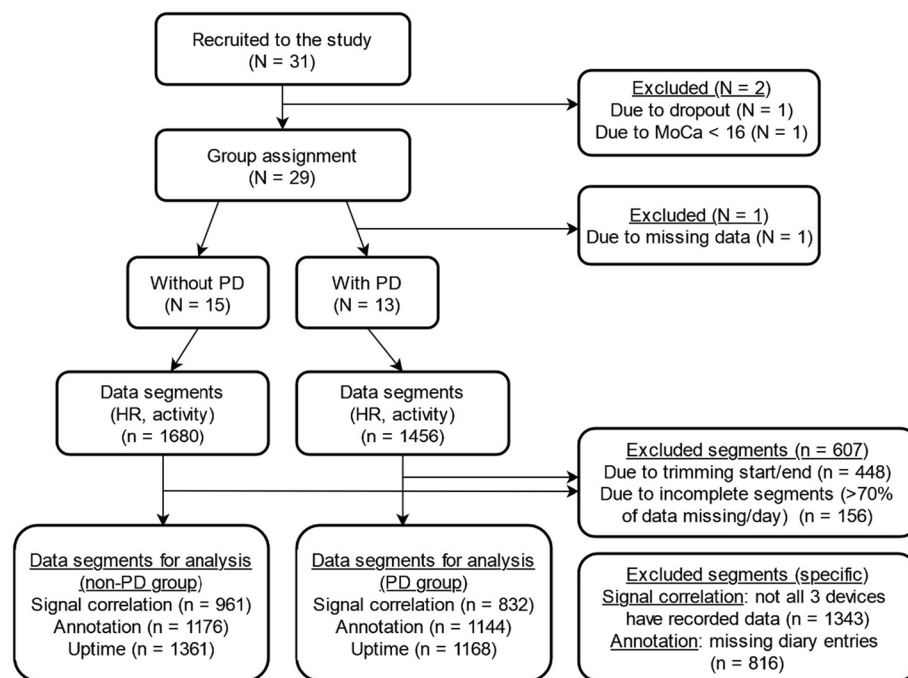 Recruited to the study
(N = 31)
Excluded (N = 2)
Due to dropout (N = 1)
Due to MoCa < 16 (N = 1)
Group assignment
(N = 29)
Excluded (N = 1)
Due to missing data (N = 1)
Without PD
(N = 15)
With PD
(N = 13)
Data segments
(HR, activity)
(n = 1680)
Data segments
(HR, activity)
(n = 1456)
Excluded segments (n = 607)
Due to trimming start/end (n = 448)
Due to incomplete segments (>70%
of data missing/day) (n = 156)
Data segments for analysis
(non-PD group)
Signal correlation (n = 961)
Annotation (n = 1176)
Uptime (n = 1361)
Data segments for analysis
(PD group)
Signal correlation (n = 832)
Annotation (n = 1144)
Uptime (n = 1168)
Excluded segments (specific)
Signal correlation: not all 3 devices
have recorded data (n = 1343)
Annotation: missing diary entries
(n = 816)